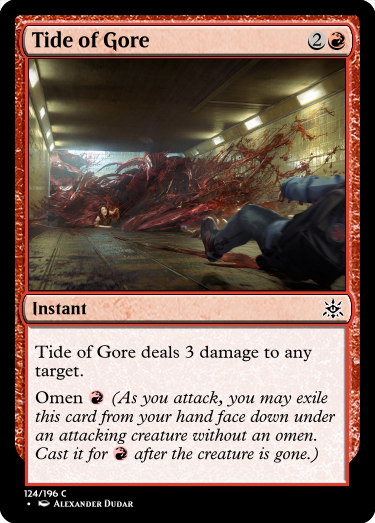 Tide of Gore 2R
Instant
Tide of Gore deals 3 damage to any
target.
Omen R (As you attack, you may exile
this card from your hand face down under
an attacking creature without an omen.
Cast it for R after the creature is gone.)
124/196 C
• ALEXANDER DUDAR